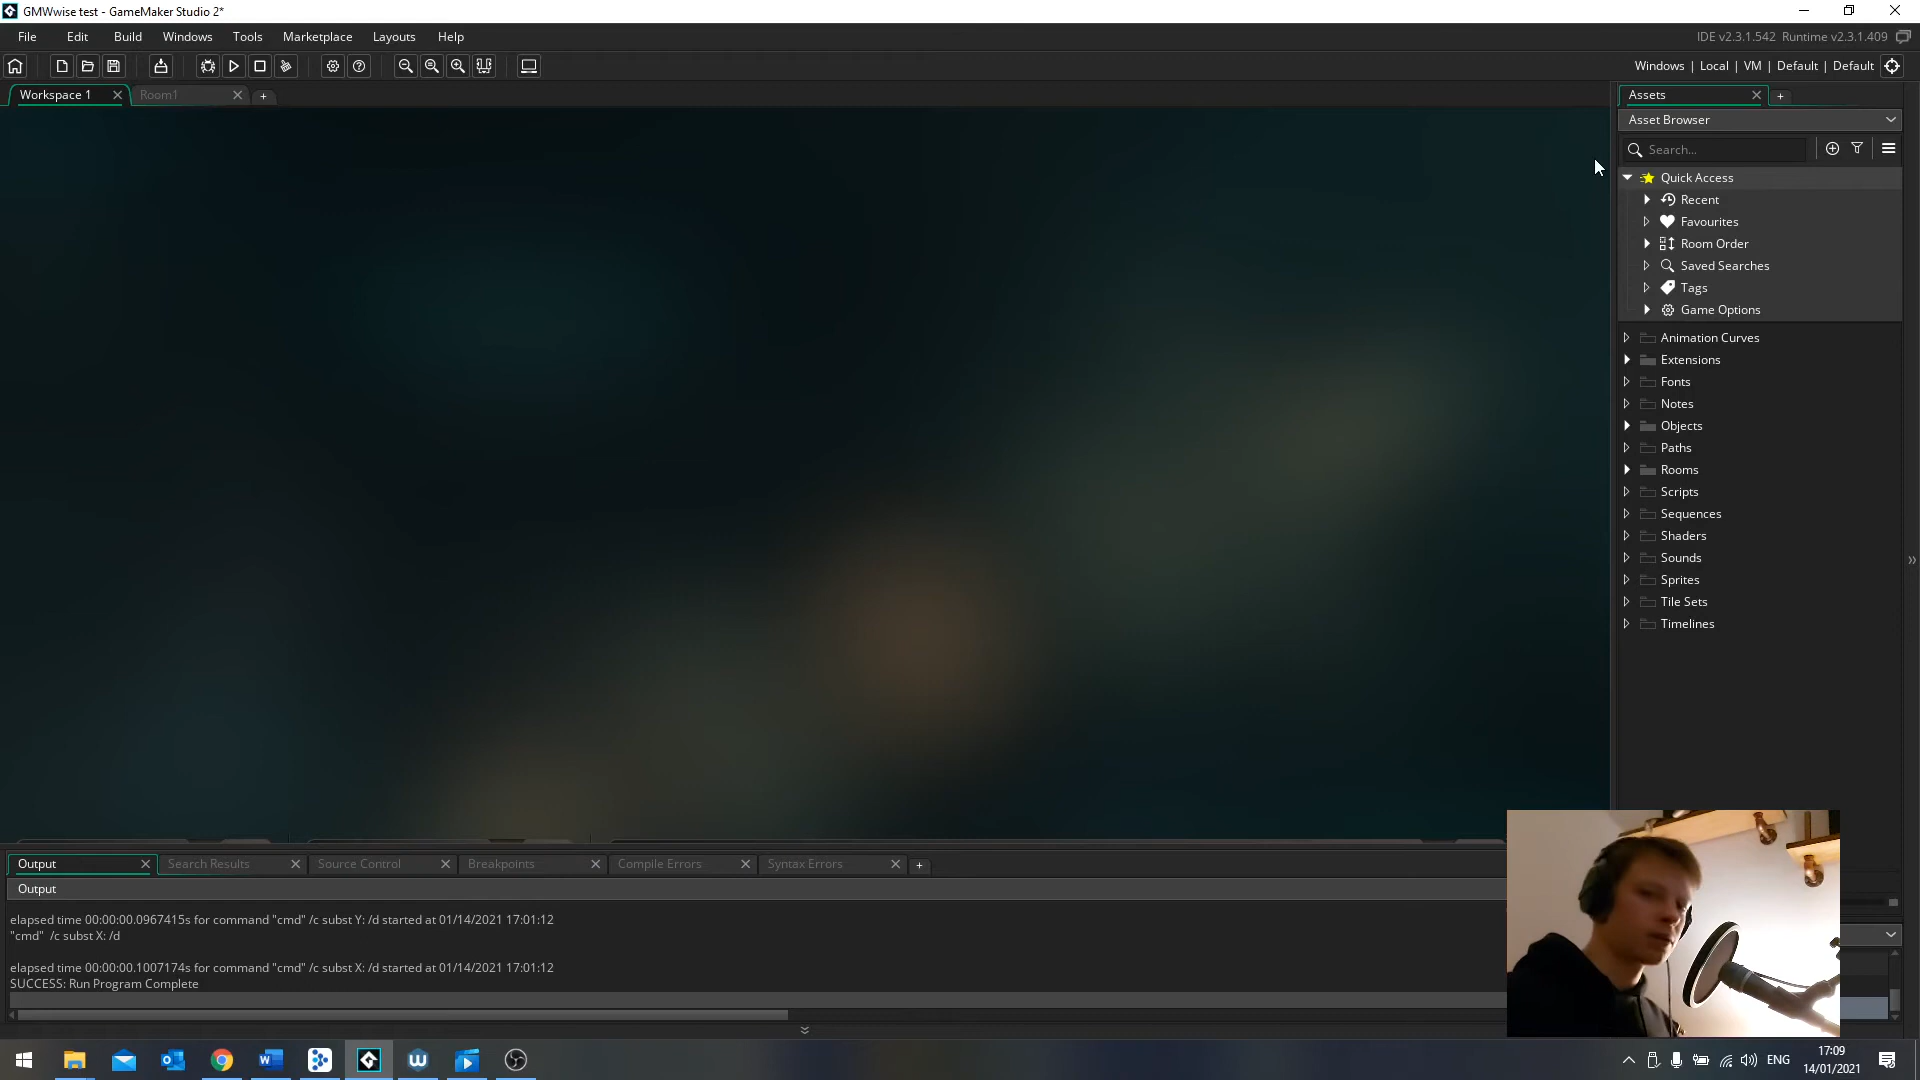 GMWwise test - GameMaker Studio 2*
File Edit Build Windows Tools Marketplace Layouts Help
IDE v2.3.1.542 Runtime v2.3.1.409
Windows | Local | VM | Default | Default
Workspace 1
Room1
Assets
Asset Browser
Search...
Quick Access
Recent
Favourites
Room Order
Saved Searches
Tags
Game Options
Animation Curves
Extensions
Fonts
Notes
Objects
Paths
Rooms
Scripts
Sequences
Shaders
Sounds
Sprites
Tile Sets
Timelines
Output
Search Results
Source Control
Breakpoints
Compile Errors
Syntax Errors
Output
elapsed time 00:00:00.0967415s for command "cmd" /c subst Y: /d started at 01/14/2021 17:01:12
"cmd"  /c subst X: /d
elapsed time 00:00:00.1007174s for command "cmd" /c subst X: /d started at 01/14/2021 17:01:12
SUCCESS: Run Program Complete
ENG
17:09
14/01/2021